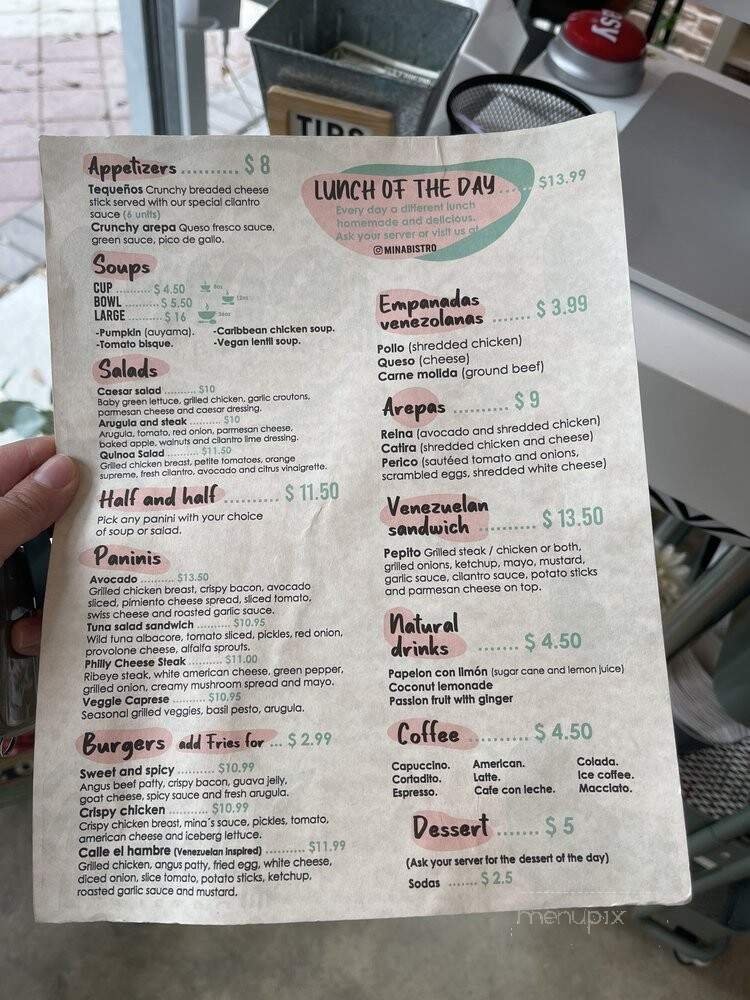 easy
TIPS
Appetizers .......... $ 8
Tequeños Crunchy breaded cheese
stick served with our special cilantro
sauce (6 units)
Crunchy arepa Queso fresco sauce,
green sauce, pico de gallo.
Soups
CUP .......... $ 4.50 8oz
BOWL .......... $ 5.50 12oz
LARGE .......... $ 16
-Pumpkin (auyama). -Caribbean chicken soup.
-Tomato bisque. -Vegan lentil soup.
Salads
Caesar salad .......... $10
Baby green lettuce, grilled chicken, garlic croutons,
parmesan cheese and caesar dressing.
Arugula and steak .......... $10
Arugula, tomato, red onion, parmesan cheese,
baked apple, walnuts and cilantro lime dressing.
Quinoa Salad .......... $11.50
Grilled chicken breast, petite tomatoes, orange
supreme, fresh cilantro, avocado and citrus vinaigrette.
Half and half .......... $ 11.50
Pick any panini with your choice
of soup or salad.
Paninis
Avocado .......... $13.50
Grilled chicken breast, crispy bacon, avocado
sliced, pimiento cheese spread, sliced tomato,
swiss cheese and roasted garlic sauce.
Tuna salad sandwich .......... $10.95
Wild tuna albacore, tomato sliced, pickles, red onion,
provolone cheese, alfalfa sprouts.
Philly Cheese Steak .......... $11.00
Ribeye steak, white american cheese, green pepper,
grilled onion, creamy mushroom spread and mayo.
Veggie Caprese .......... $10.95
Seasonal grilled veggies, basil pesto, arugula.
Burgers add Fries for ... $ 2.99
Sweet and spicy .......... $10.99
Angus beef patty, crispy bacon, guava jelly,
goat cheese, spicy sauce and fresh arugula.
Crispy chicken .......... $10.99
Crispy chicken breast, mina´s sauce, pickles, tomato,
american cheese and iceberg lettuce.
Calle el hambre (Venezuelan inspired) .......... $11.99
Grilled chicken, angus patty, fried egg, white cheese,
diced onion, slice tomato, potato sticks, ketchup,
roasted garlic sauce and mustard.
LUNCH OF THE DAY ..... $13.99
Every day a different lunch
homemade and delicious.
Ask your server or visit us at
MINABISTRO
Empanadas
venezolanas ....... $ 3.99
Pollo (shredded chicken)
Queso (cheese)
Carne molida (ground beef)
Arepas .......... $ 9
Reina (avocado and shredded chicken)
Catira (shredded chicken and cheese)
Perico (sautéed tomato and onions,
scrambled eggs, shredded white cheese)
Venezuelan
sandwich .......... $ 13.50
Pepito Grilled steak / chicken or both,
grilled onions, ketchup, mayo, mustard,
garlic sauce, cilantro sauce, potato sticks
and parmesan cheese on top.
Natural
drinks ....... $ 4.50
Papelon con limón (sugar cane and lemon juice)
Coconut lemonade
Passion fruit with ginger
Coffee .......... $ 4.50
Capuccino. American. Colada.
Cortadito. Latte. Ice coffee.
Espresso. Cafe con leche. Macciato.
Dessert ....... $ 5
(Ask your server for the dessert of the day)
Sodas ....... $ 2.5
menupix